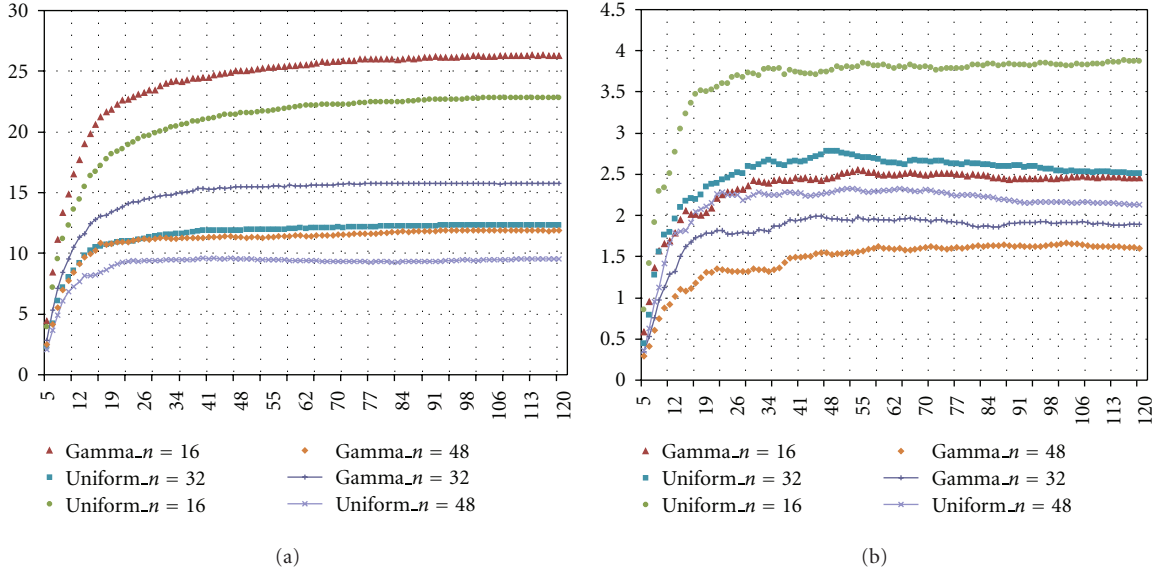 30
25
20
15
10
5
0
5 12 19 26 34 41 48 55 62 70 77 84 91 98 106 113 120
Gamma_n = 16
Uniform_n = 32
Uniform_n = 16
Gamma_n = 48
Gamma_n = 32
Uniform_n = 48
(a)
4.5
4
3.5
3
2.5
2
1.5
1
0.5
0
5 12 19 26 34 41 48 55 62 70 77 84 91 98 106 113 120
Gamma_n = 16
Uniform_n = 32
Uniform_n = 16
Gamma_n = 48
Gamma_n = 32
Uniform_n = 48
(b)